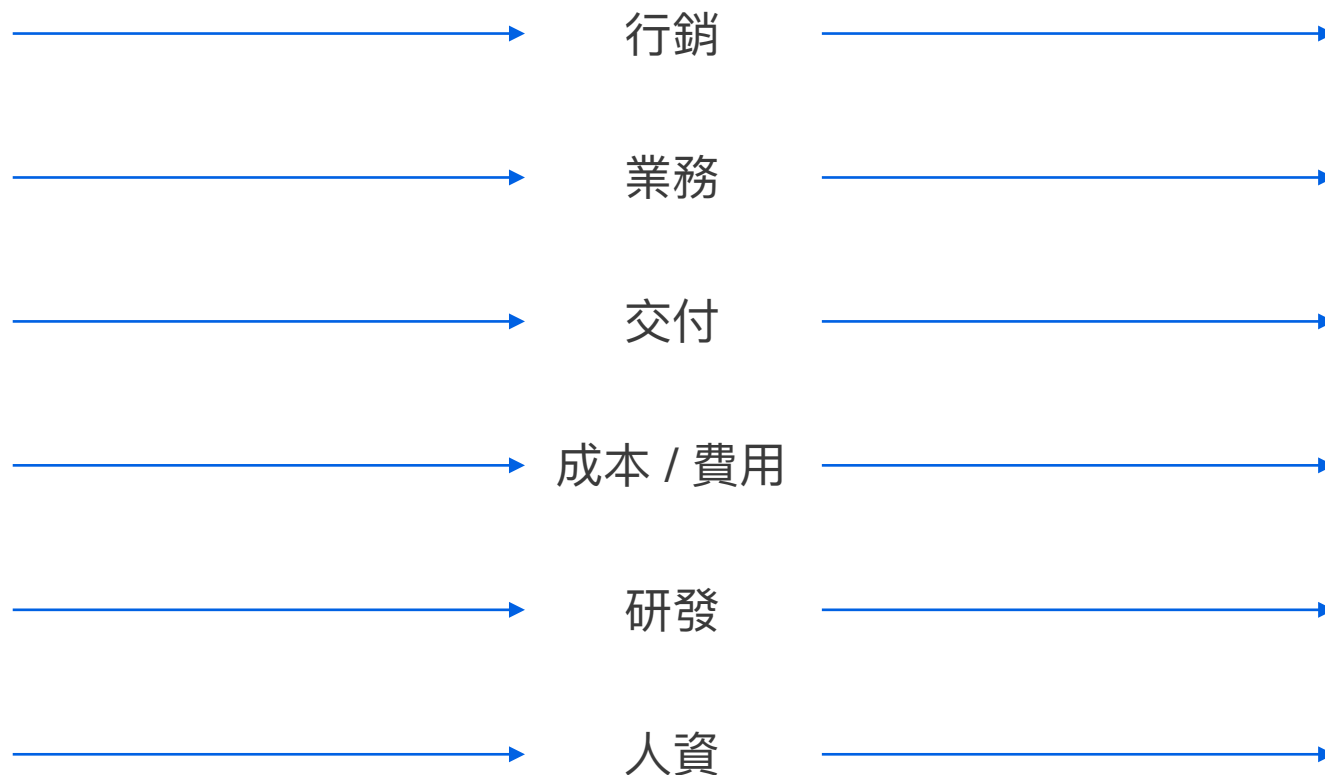 行銷
業務
交付
成本 / 費用
研發
人資